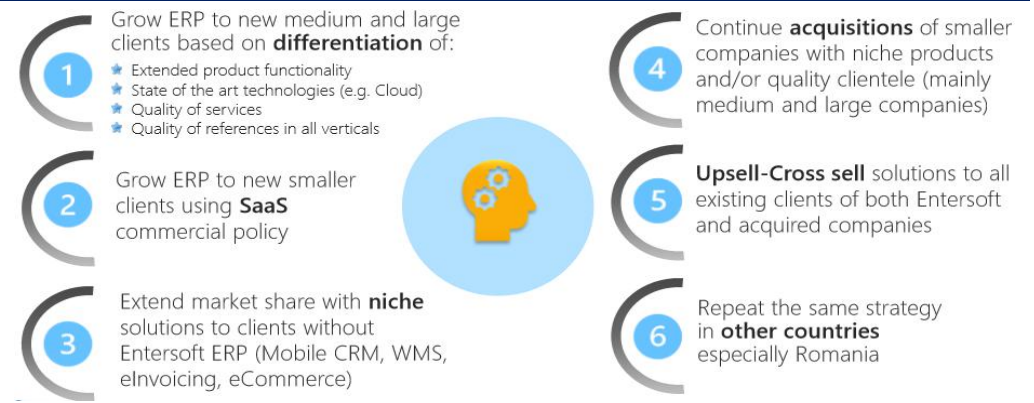 1
Grow ERP to new medium and large
clients based on differentiation of:
Extended product functionality
State of the art technologies (e.g. Cloud)
Quality of services
Quality of references in all verticals
2
Grow ERP to new smaller
clients using SaaS
commercial policy
3
Extend market share with niche
solutions to clients without
Entersoft ERP (Mobile CRM, WMS,
eInvoicing, eCommerce)
4
Continue acquisitions of smaller
companies with niche products
and/or quality clientele (mainly
medium and large companies)
5
Upsell-Cross sell solutions to all
existing clients of both Entersoft
and acquired companies
6
Repeat the same strategy
in other countries
especially Romania